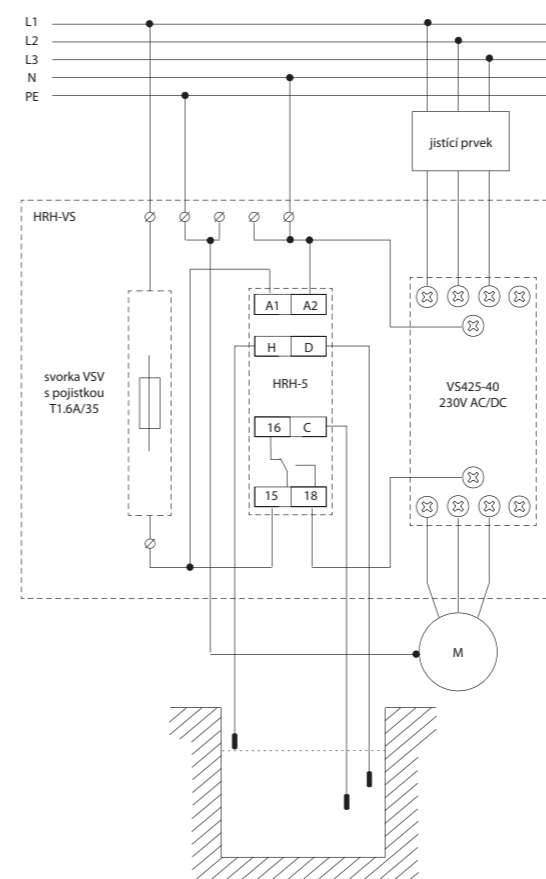 L1
L2
L3
N
PE
jistící prvek
HRH-VS
A1 A2
H D
HRH-5
16 C
15 18
svorka VSV
s pojistkou
T1.6A/35
VS425-40
230V AC/DC
M